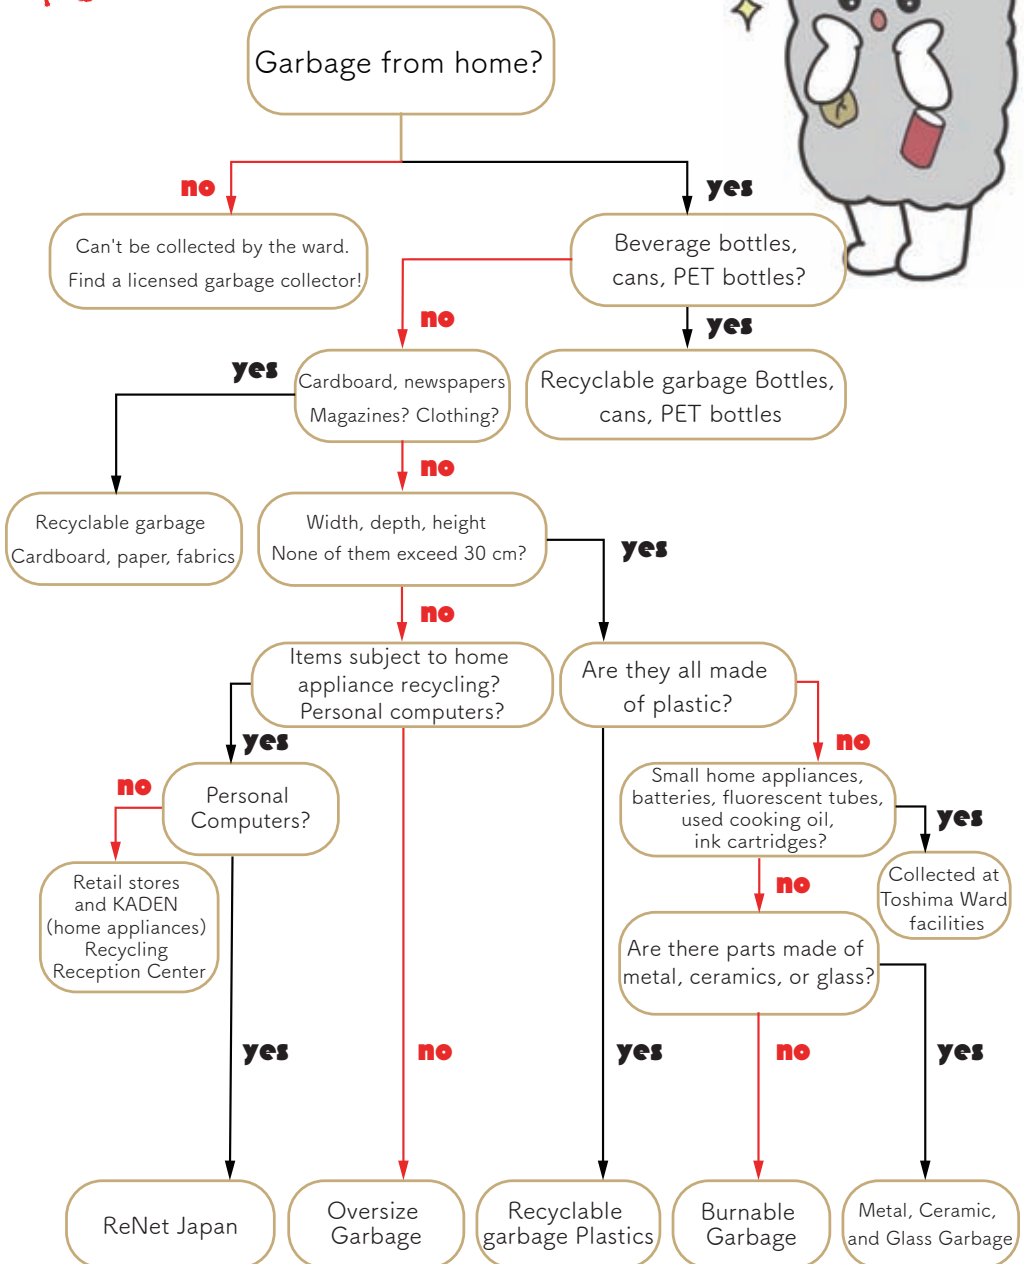 Garbage from home?
no
yes
Can't be collected by the ward.
Find a licensed garbage collector!
Beverage bottles,
cans, PET bottles?
no
yes
yes
Cardboard, newspapers
Magazines? Clothing?
Recyclable garbage Bottles,
cans, PET bottles
no
Recyclable garbage
Cardboard, paper, fabrics
Width, depth, height
None of them exceed 30 cm?
yes
no
Items subject to home
appliance recycling?
Personal computers?
Are they all made
of plastic?
yes
no
no
Personal
Computers?
Small home appliances,
batteries, fluorescent tubes,
used cooking oil,
ink cartridges?
yes
Retail stores
and KADEN
(home appliances)
Recycling
Reception Center
no
Collected at
Toshima Ward
facilities
Are there parts made of
metal, ceramics, or glass?
yes
no
yes
no
yes
ReNet Japan
Oversize
Garbage
Recyclable
garbage Plastics
Burnable
Garbage
Metal, Ceramic,
and Glass Garbage